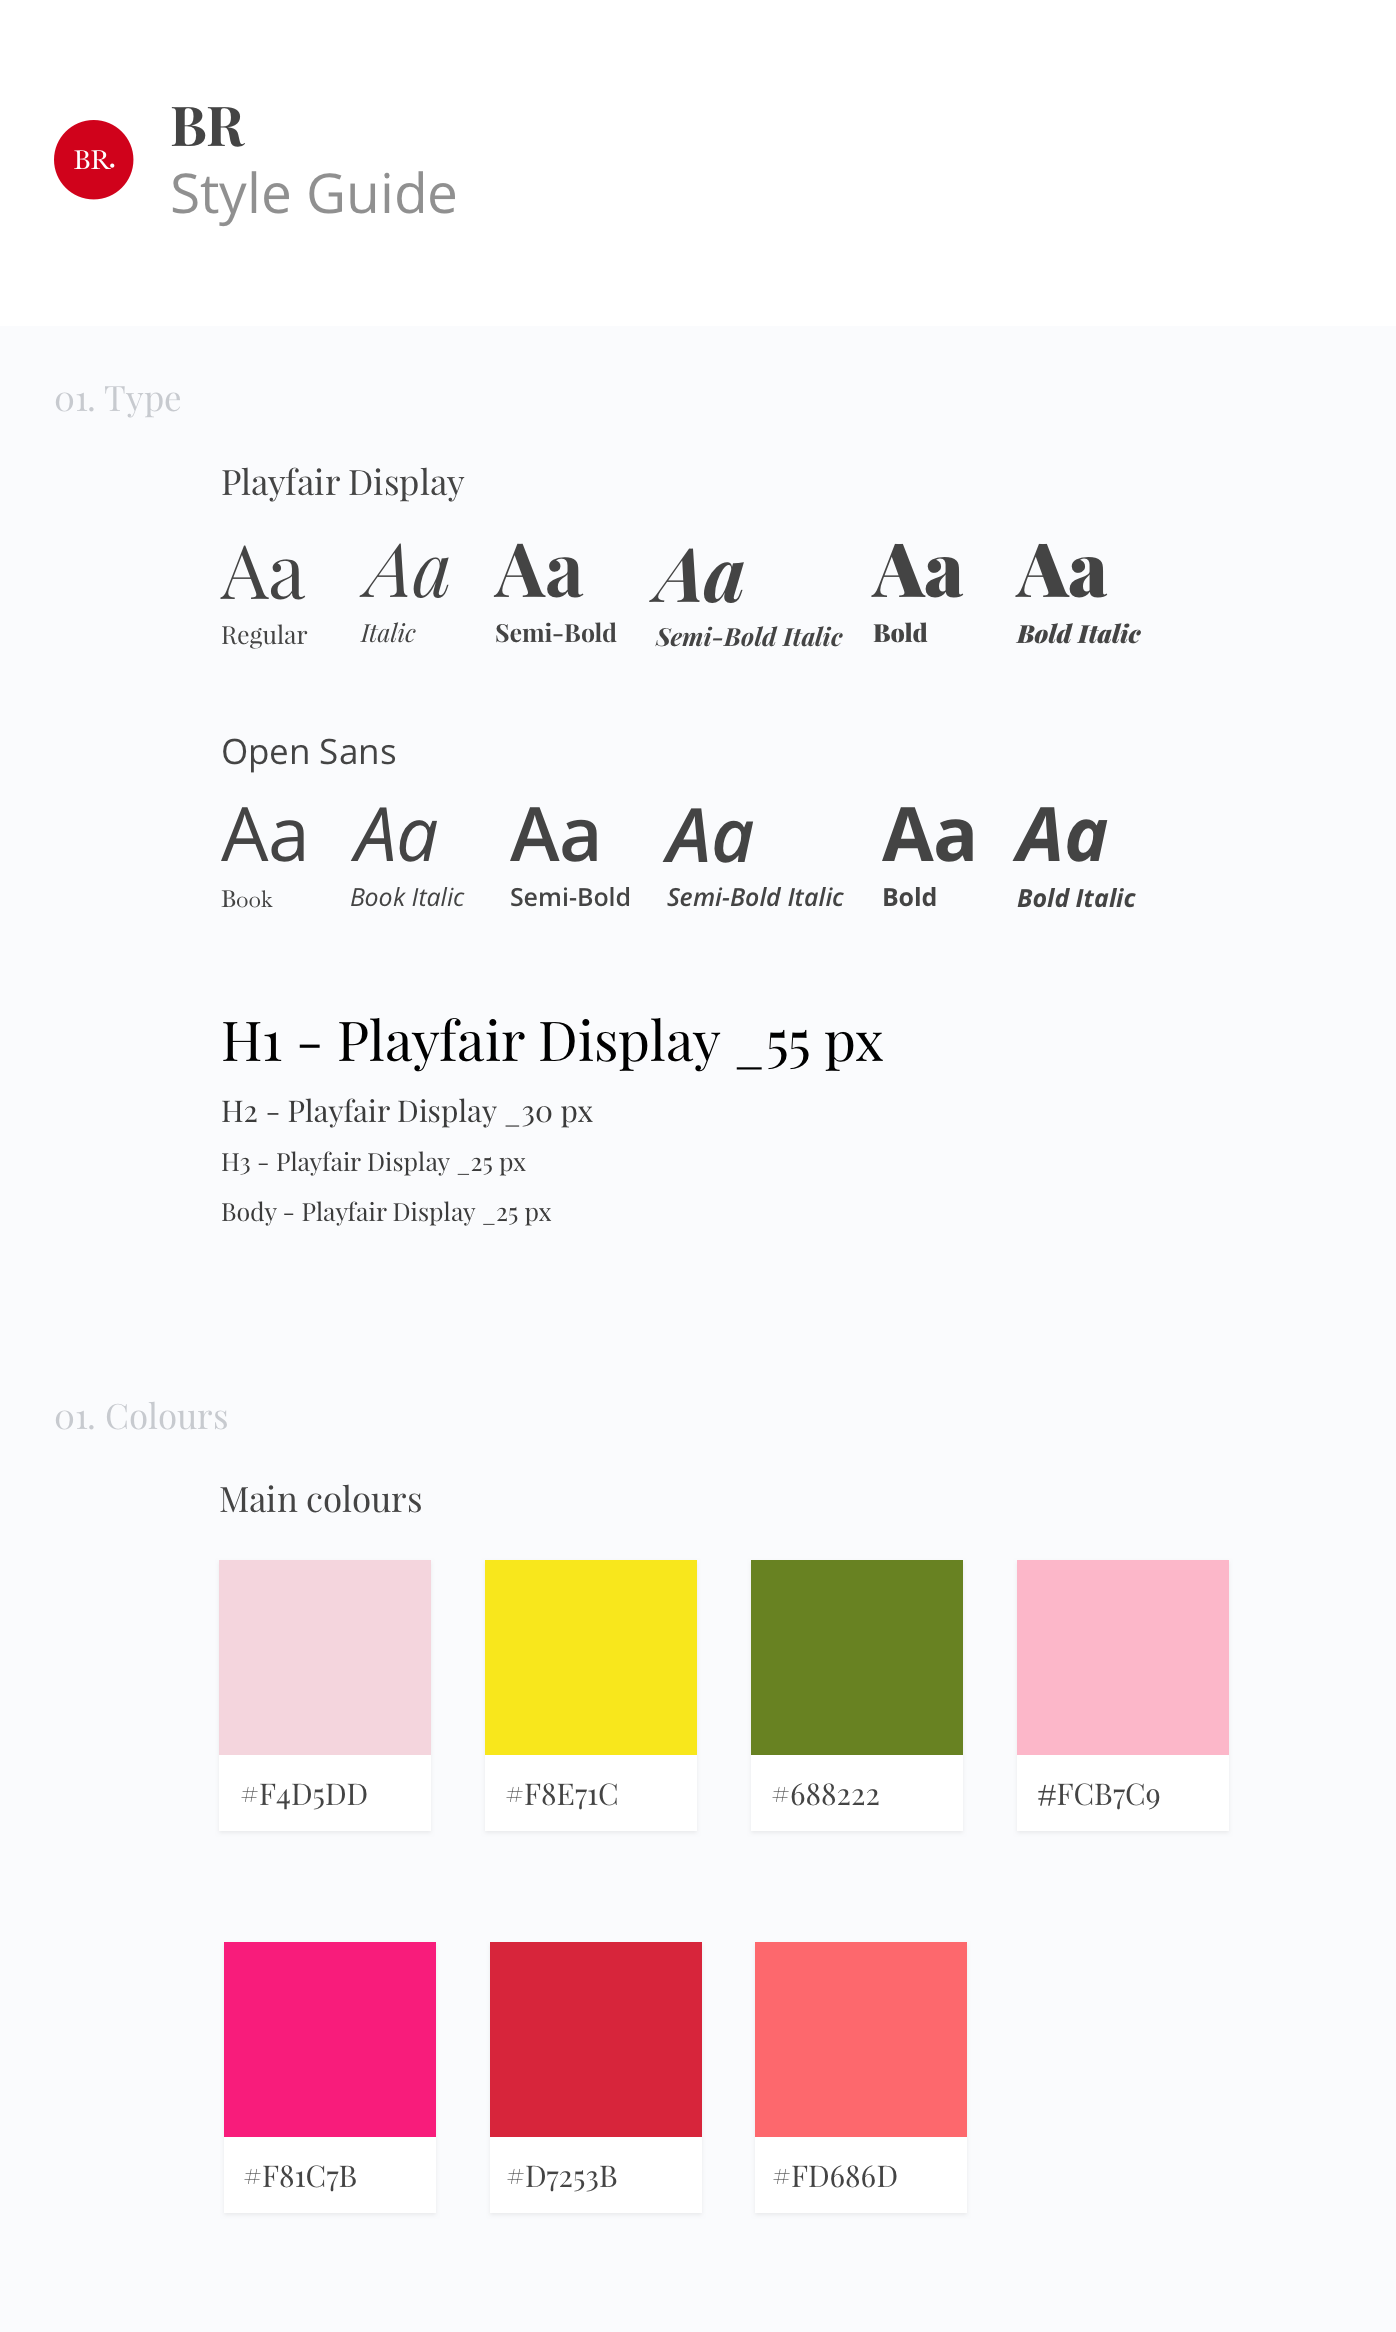 BR.
BR
Style Guide
01. Type
Playfair Display
Aa Aa Aa Aa Aa Aa
Regular Italic Semi-Bold Semi-Bold Italic Bold Bold Italic
Open Sans
Aa Aa Aa Aa Aa Aa
Book Book Italic Semi-Bold Semi-Bold Italic Bold Bold Italic
H1 - Playfair Display _55 px
H2 - Playfair Display _30 px
H3 - Playfair Display _25 px
Body - Playfair Display _25 px
01. Colours
Main colours
#F4D5DD #F8E71C #688222 #FCB7C9
#F81C7B #D7253B #FD686D